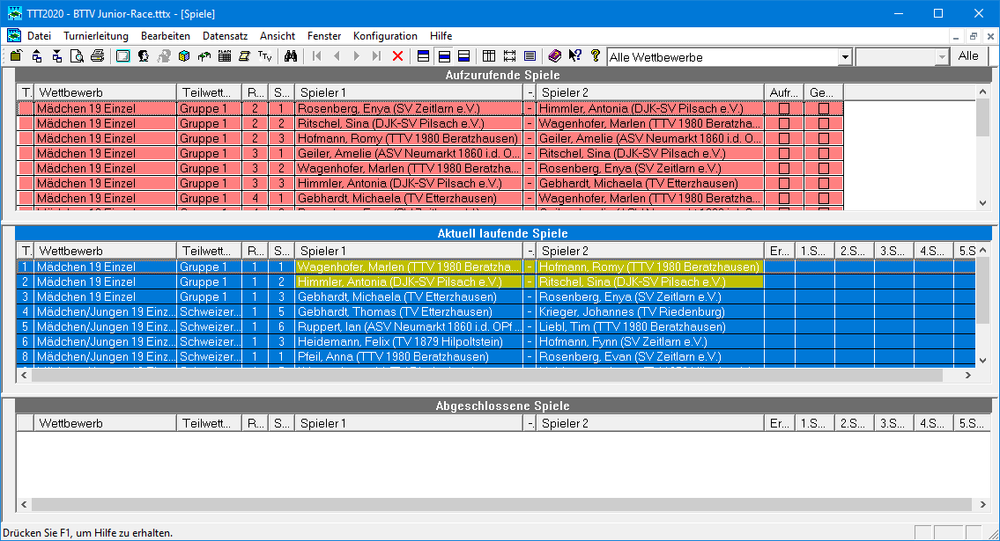 TTT2020 - BTTV Junior-Race.tttx - [Spiele]
Datei Turnierleitung Bearbeiten Datensatz Ansicht Fenster Konfiguration Hilfe
Alle Wettbewerbe Alle
Aufzurufende Spiele
T. Wettbewerb Teilwett... R... S... Spieler 1 -. Spieler 2 Aufr... Ge...
Mädchen 19 Einzel Gruppe 1 2 1 Rosenberg, Enya (SV Zeitlarn e.V.) - Himmler, Antonia (DJK-SV Pilsach e.V.)
Mädchen 19 Einzel Gruppe 1 2 2 Ritschel, Sina (DJK-SV Pilsach e.V.) - Wagenhofer, Marlen (TTV 1980 Beratzha...
Mädchen 19 Einzel Gruppe 1 2 3 Hofmann, Romy (TTV 1980 Beratzhausen) - Geiler, Amelie (ASV Neumarkt 1860 i.d. O...
Mädchen 19 Einzel Gruppe 1 3 1 Geiler, Amelie (ASV Neumarkt 1860 i.d. O... - Ritschel, Sina (DJK-SV Pilsach e.V.)
Mädchen 19 Einzel Gruppe 1 3 2 Wagenhofer, Marlen (TTV 1980 Beratzha... - Rosenberg, Enya (SV Zeitlarn e.V.)
Mädchen 19 Einzel Gruppe 1 3 3 Himmler, Antonia (DJK-SV Pilsach e.V.) - Gebhardt, Michaela (TV Etterzhausen)
Mädchen 19 Einzel Gruppe 1 4 1 Gebhardt, Michaela (TV Etterzhausen) - Wagenhofer, Marlen (TTV 1980 Beratzha...
Aktuell laufende Spiele
T. Wettbewerb Teilwett... R... S... Spieler 1 -. Spieler 2 Er... 1.S... 2.S... 3.S... 4.S... 5.S
1 Mädchen 19 Einzel Gruppe 1 1 1 Wagenhofer, Marlen (TTV 1980 Beratzha... - Hofmann, Romy (TTV 1980 Beratzhausen)
2 Mädchen 19 Einzel Gruppe 1 1 2 Himmler, Antonia (DJK-SV Pilsach e.V.) - Ritschel, Sina (DJK-SV Pilsach e.V.)
3 Mädchen 19 Einzel Gruppe 1 1 3 Gebhardt, Michaela (TV Etterzhausen) - Rosenberg, Enya (SV Zeitlarn e.V.)
4 Mädchen/Jungen 19 Einz... Schweizer... 1 5 Gebhardt, Thomas (TV Etterzhausen) - Krieger, Johannes (TV Riedenburg)
5 Mädchen/Jungen 19 Einz... Schweizer... 1 6 Ruppert, Ian (ASV Neumarkt 1860 i.d. OPf ... - Liebl, Tim (TTV 1980 Beratzhausen)
6 Mädchen/Jungen 19 Einz... Schweizer... 1 3 Heidemann, Felix (TV 1879 Hilpoltstein) - Hofmann, Fynn (SV Zeitlarn e.V.)
8 Mädchen/Jungen 19 Einz... Schweizer... 1 1 Pfeil, Anna (TTV 1980 Beratzhausen) - Rosenberg, Evan (SV Zeitlarn e.V.)
Abgeschlossene Spiele
Wettbewerb Teilwett... R... S... Spieler 1 -. Spieler 2 Er... 1.S... 2.S... 3.S... 4.S... 5.S...
Drücken Sie F1, um Hilfe zu erhalten.